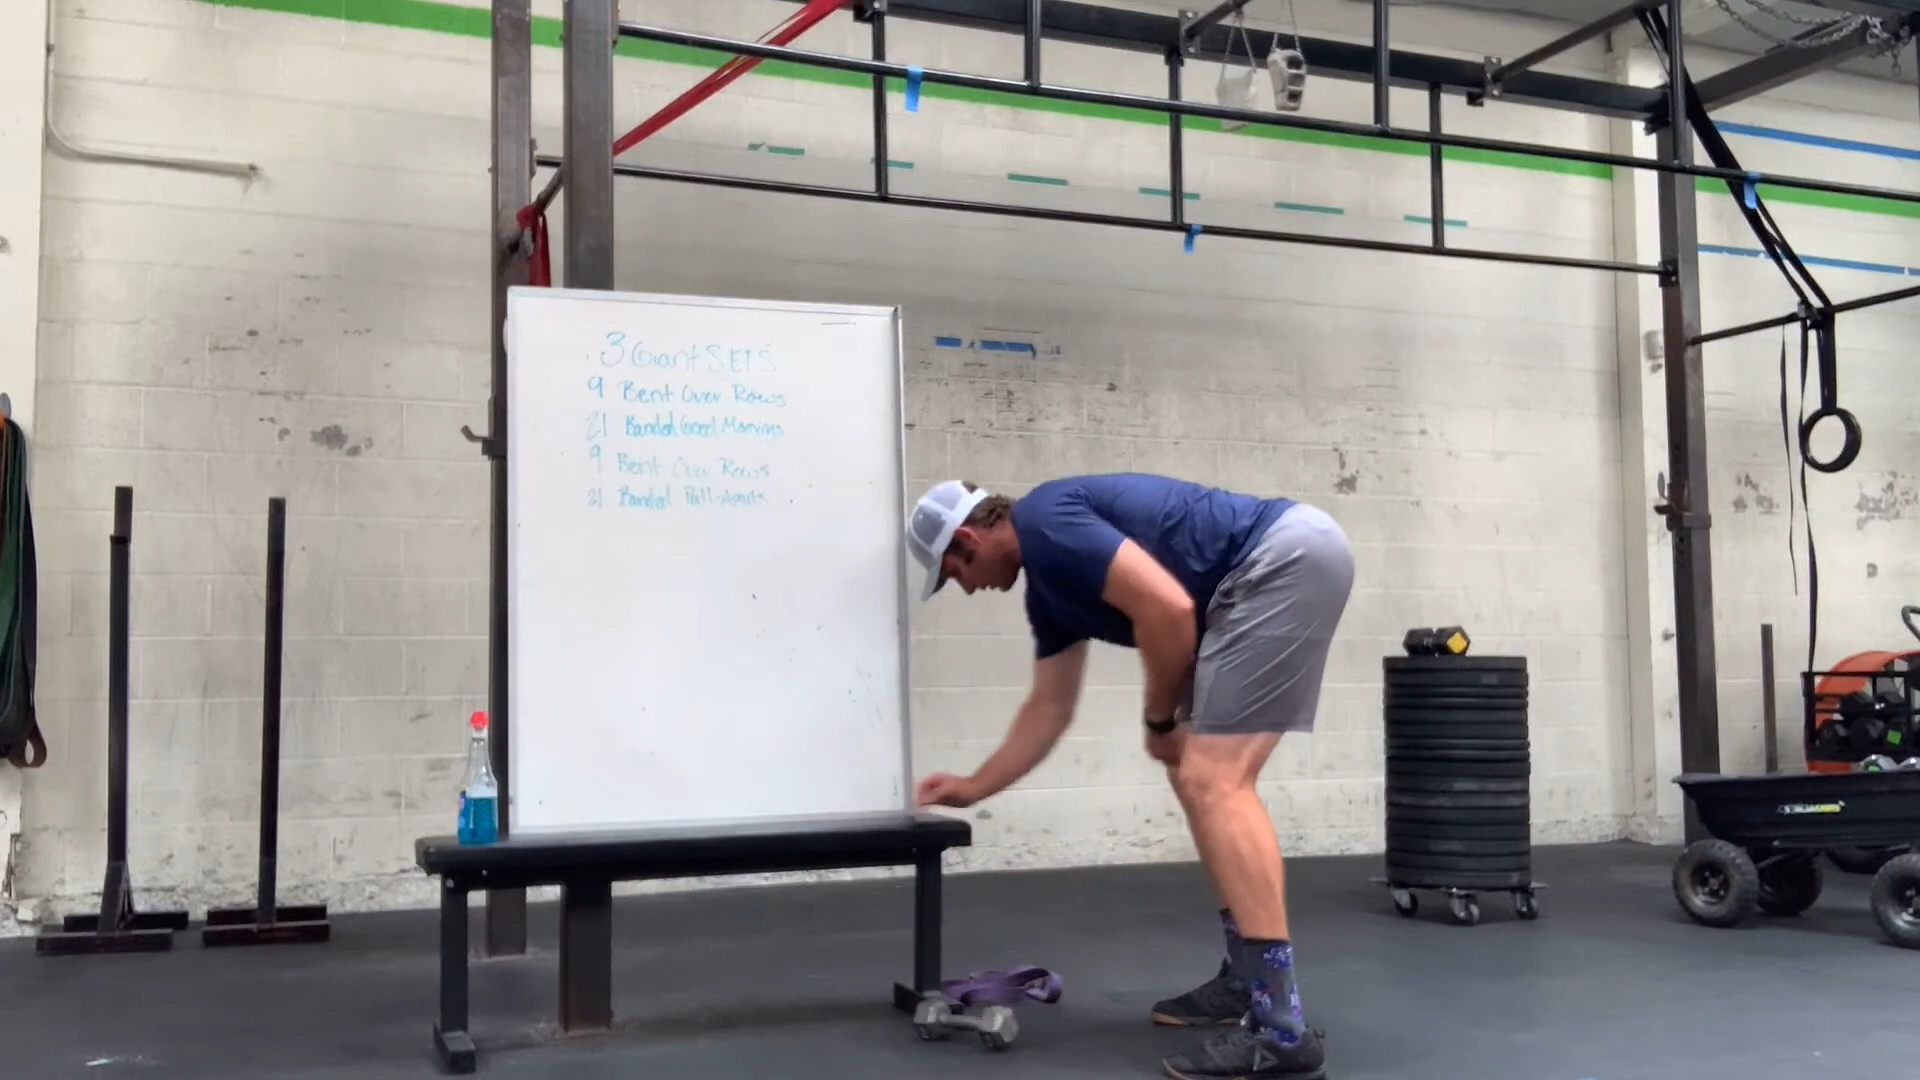 3 Giant SETS
9 Bent Over Rows
21 Banded Good Mornings
9 Bent Over Rows
21 Banded Pull-Aparts